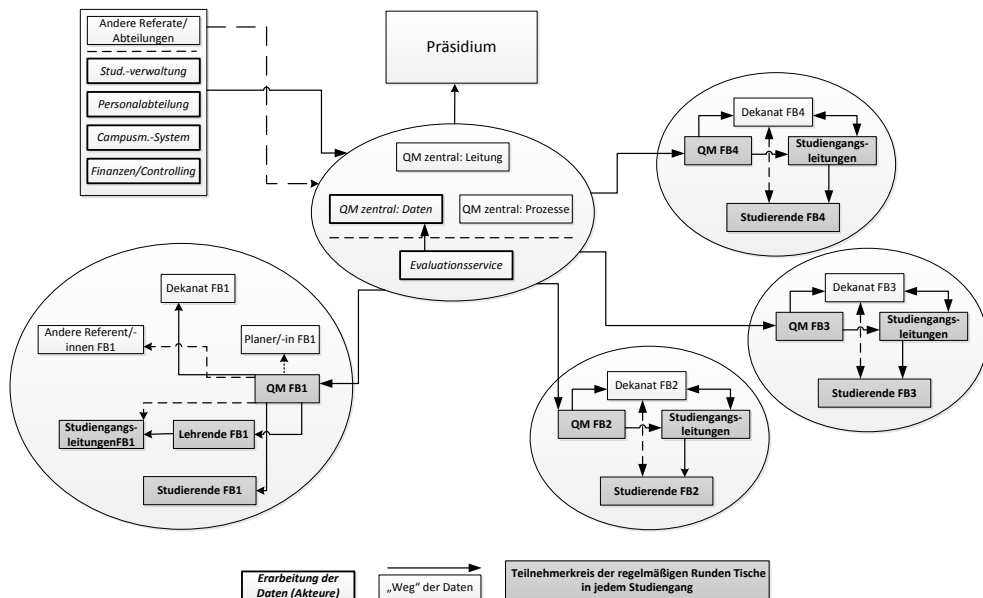 Andere Referate/
Abteilungen
Stud.-verwaltung
Personalabteilung
Campusm.-System
Finanzen/Controlling
Präsidium
QM zentral: Leitung
QM zentral: Daten
QM zentral: Prozesse
Evaluationsservice
Dekanat FB4
QM FB4
Studiengangs-
leitungen
Studierende FB4
Dekanat FB3
QM FB3
Studiengangs-
leitungen
Studierende FB3
Dekanat FB2
QM FB2
Studiengangs-
leitungen
Studierende FB2
Dekanat FB1
Andere Referent/-
innen FB1
Planer/-in FB1
QM FB1
Studiengangs-
leitungenFB1
Lehrende FB1
Studierende FB1
Erarbeitung der
Daten (Akteure)
„Weg“ der Daten
Teilnehmerkreis der regelmäßigen Runden Tische
in jedem Studiengang